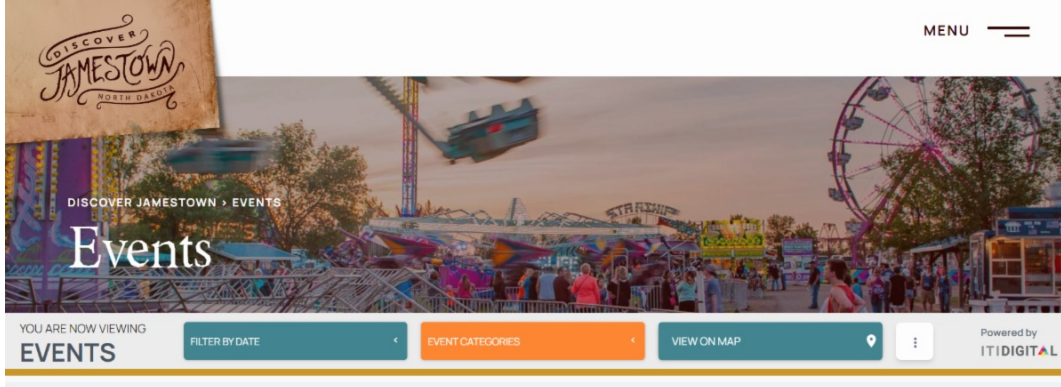 DISCOVER
JAMESTOWN
NORTH DAKOTA
MENU
STARSHIP
DISCOVER JAMESTOWN › EVENTS
Events
YOU ARE NOW VIEWING
EVENTS
FILTER BY DATE
EVENT CATEGORIES
VIEW ON MAP
Powered by
ITIDIGITAL